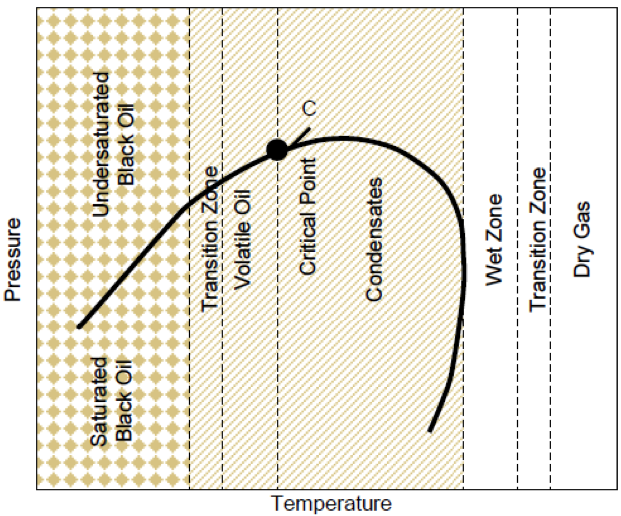 C
Undersaturated
Black Oil
Saturated
Black Oil
Transition Zone
Volatile Oil
Critical Point
Condensates
Wet Zone
Transition Zone
Dry Gas
Pressure
Temperature